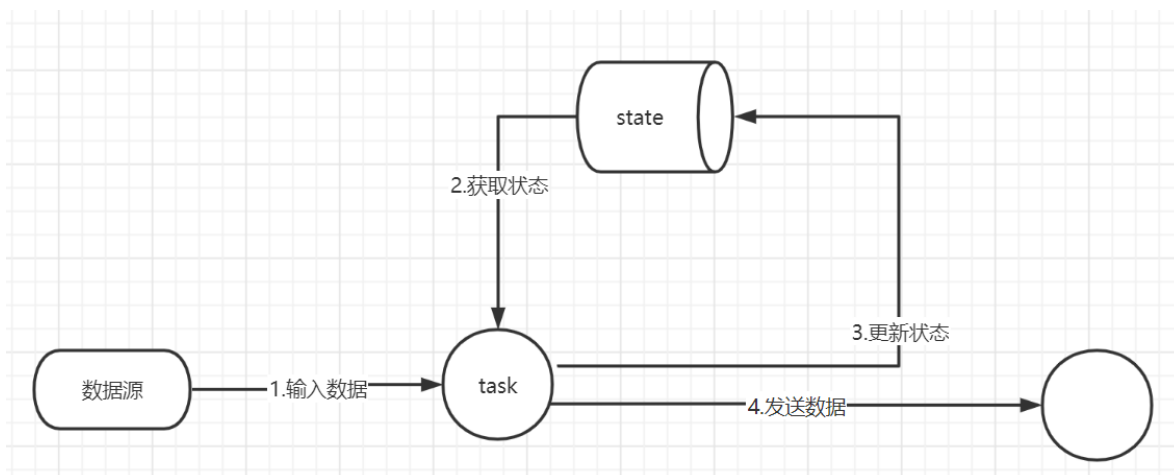 state
2.获取状态
3.更新状态
数据源
1.输入数据
task
4.发送数据